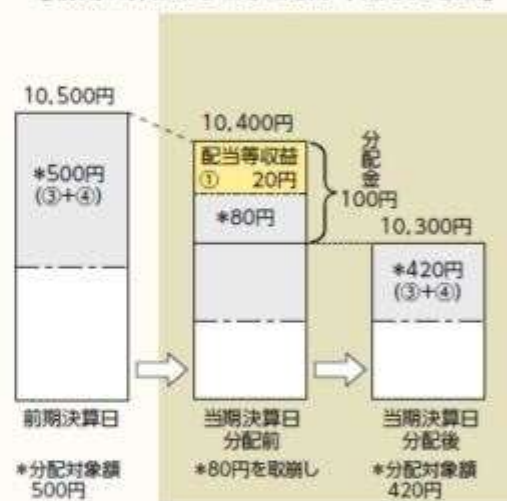 10,500円
*500円
(③+④)
10,400円
配当等収益
① 20円
*80円
分配金
100円
10,300円
*420円
(③+④)
前期決算日
当期決算日
分配前
当期決算日
分配後
*分配対象額
500円
*80円を取崩し
*分配対象額
420円